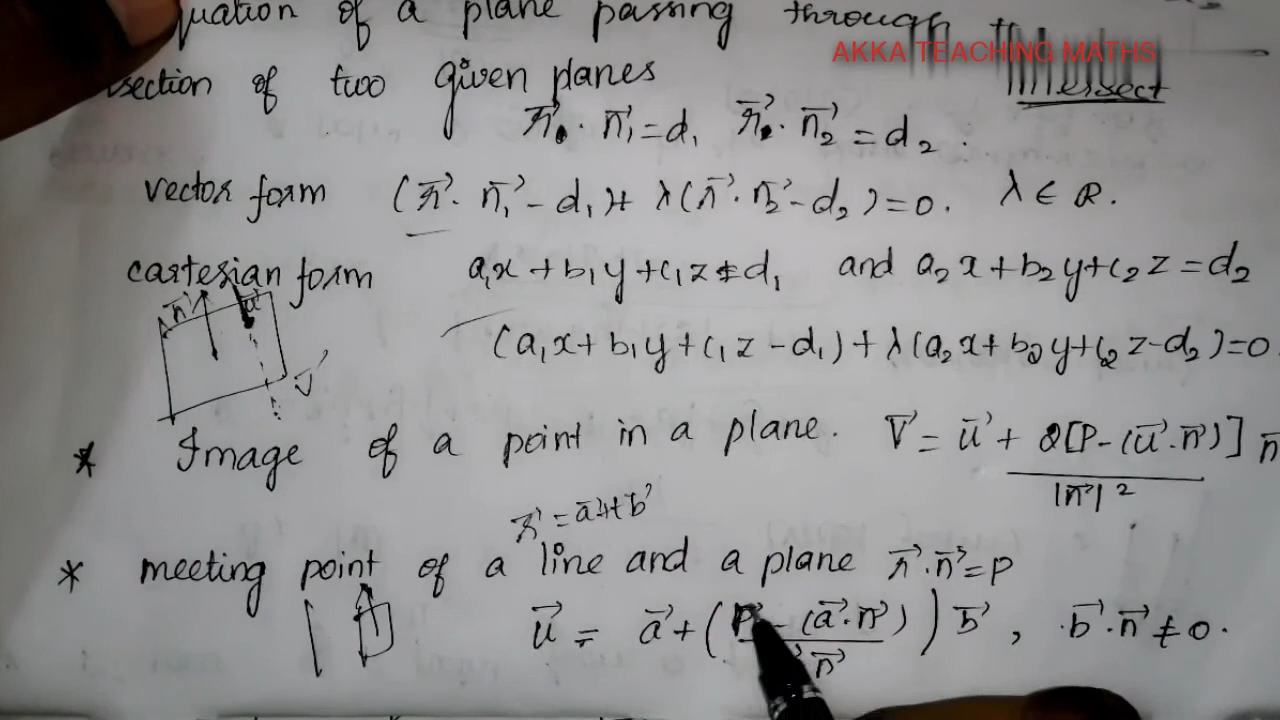 uation of a plane passing through
AKKA TEACHING MATHS
section of two given planes Intersect
r⃗ · n⃗₁ = d₁ r⃗ · n⃗₂ = d₂ .
vector form (r⃗ · n⃗₁ - d₁) + λ(r⃗ · n⃗₂ - d₂) = 0. λ ∈ R.
cartesian form a₁x + b₁y + c₁z = d₁ and a₂x + b₂y + c₂z = d₂
n⃗ u⃗
(a₁x + b₁y + c₁z - d₁) + λ(a₂x + b₂y + c₂z - d₂) = 0
v⃗
* Image of a point in a plane. v⃗ = u⃗ + 2[P - (u⃗ · n⃗)] n⃗
|n⃗|²
r⃗ = a⃗ + t b⃗
* meeting point of a line and a plane r⃗ · n⃗ = P
u⃗ = a⃗ + (P - (a⃗ · n⃗)) b⃗ , b⃗ · n⃗ ≠ 0.
n⃗